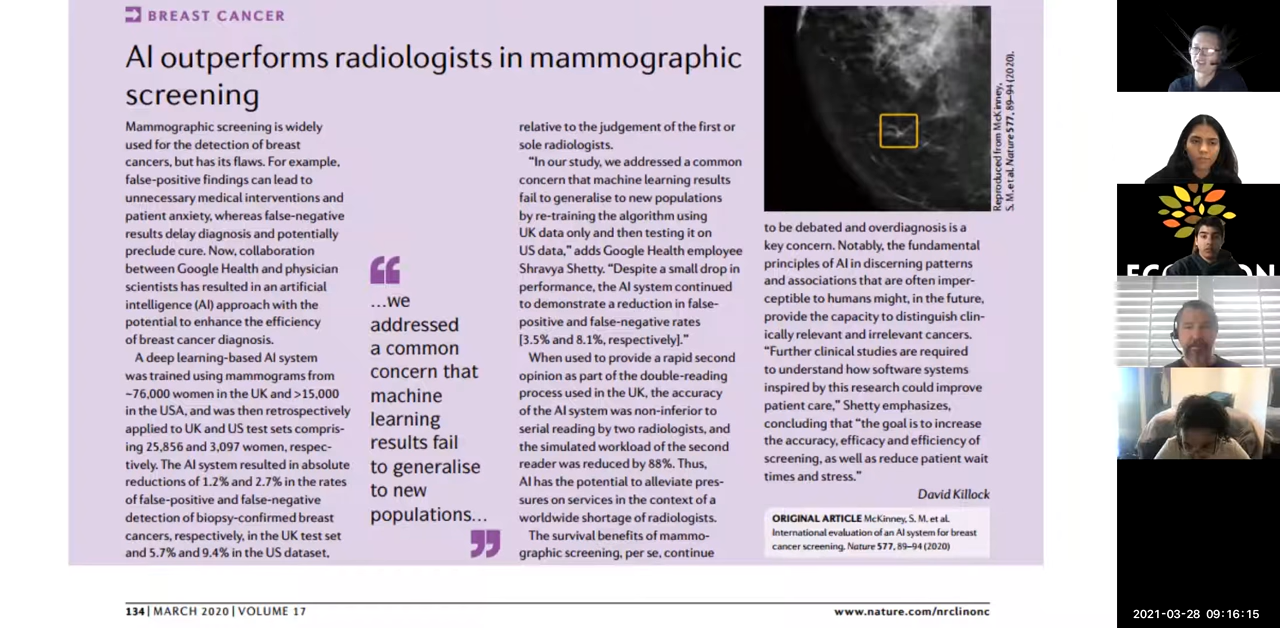 BREAST CANCER
AI outperforms radiologists in mammographic
screening
Mammographic screening is widely
used for the detection of breast
cancers, but has its flaws. For example,
false-positive findings can lead to
unnecessary medical interventions and
patient anxiety, whereas false-negative
results delay diagnosis and potentially
preclude cure. Now, collaboration
between Google Health and physician
scientists has resulted in an artificial
intelligence (AI) approach with the
potential to enhance the efficiency
of breast cancer diagnosis.
A deep learning-based AI system
was trained using mammograms from
~76,000 women in the UK and >15,000
in the USA, and was then retrospectively
applied to UK and US test sets compris-
ing 25,856 and 3,097 women, respec-
tively. The AI system resulted in absolute
reductions of 1.2% and 2.7% in the rates
of false-positive and false-negative
detection of biopsy-confirmed breast
cancers, respectively, in the UK test set
and 5.7% and 9.4% in the US dataset,
“
…we
addressed
a common
concern that
machine
learning
results fail
to generalise
to new
populations…
”
relative to the judgement of the first or
sole radiologists.
“In our study, we addressed a common
concern that machine learning results
fail to generalise to new populations
by re-training the algorithm using
UK data only and then testing it on
US data,” adds Google Health employee
Shravya Shetty. “Despite a small drop in
performance, the AI system continued
to demonstrate a reduction in false-
positive and false-negative rates
[3.5% and 8.1%, respectively].”
When used to provide a rapid second
opinion as part of the double-reading
process used in the UK, the accuracy
of the AI system was non-inferior to
serial reading by two radiologists, and
the simulated workload of the second
reader was reduced by 88%. Thus,
AI has the potential to alleviate pres-
sures on services in the context of a
worldwide shortage of radiologists.
The survival benefits of mammo-
graphic screening, per se, continue
Reproduced from McKinney,
S. M. et al. Nature 577, 89–94 (2020).
to be debated and overdiagnosis is a
key concern. Notably, the fundamental
principles of AI in discerning patterns
and associations that are often imper-
ceptible to humans might, in the future,
provide the capacity to distinguish clin-
ically relevant and irrelevant cancers.
“Further clinical studies are required
to understand how software systems
inspired by this research could improve
patient care,” Shetty emphasizes,
concluding that “the goal is to increase
the accuracy, efficacy and efficiency of
screening, as well as reduce patient wait
times and stress.”
David Killock
ORIGINAL ARTICLE McKinney, S. M. et al.
International evaluation of an AI system for breast
cancer screening. Nature 577, 89–94 (2020)
134 | MARCH 2020 | VOLUME 17
www.nature.com/nrclinonc
2021-03-28 09:16:15